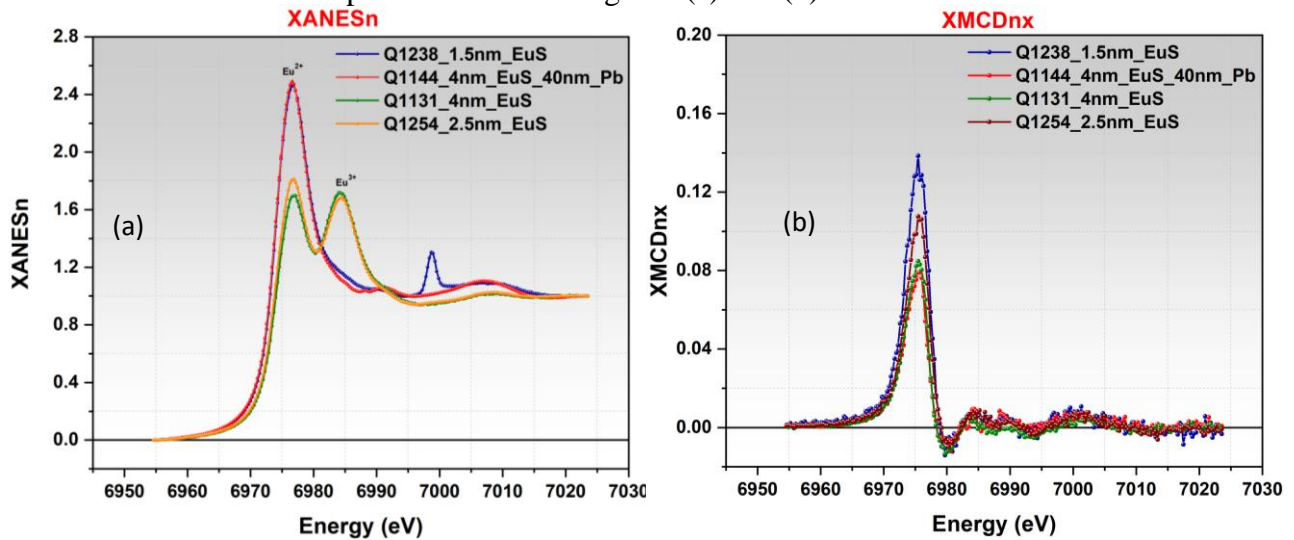 XANESn
XANESn
2.8
2.4
2.0
1.6
1.2
0.8
0.4
0.0
Q1238_1.5nm_EuS
Q1144_4nm_EuS_40nm_Pb
Q1131_4nm_EuS
Q1254_2.5nm_EuS
Eu2+
Eu3+
(a)
6950 6960 6970 6980 6990 7000 7010 7020 7030
Energy (eV)
XMCDnx
XMCDnx
0.20
0.16
0.12
0.08
0.04
0.00
Q1238_1.5nm_EuS
Q1144_4nm_EuS_40nm_Pb
Q1131_4nm_EuS
Q1254_2.5nm_EuS
(b)
6950 6960 6970 6980 6990 7000 7010 7020 7030
Energy (eV)